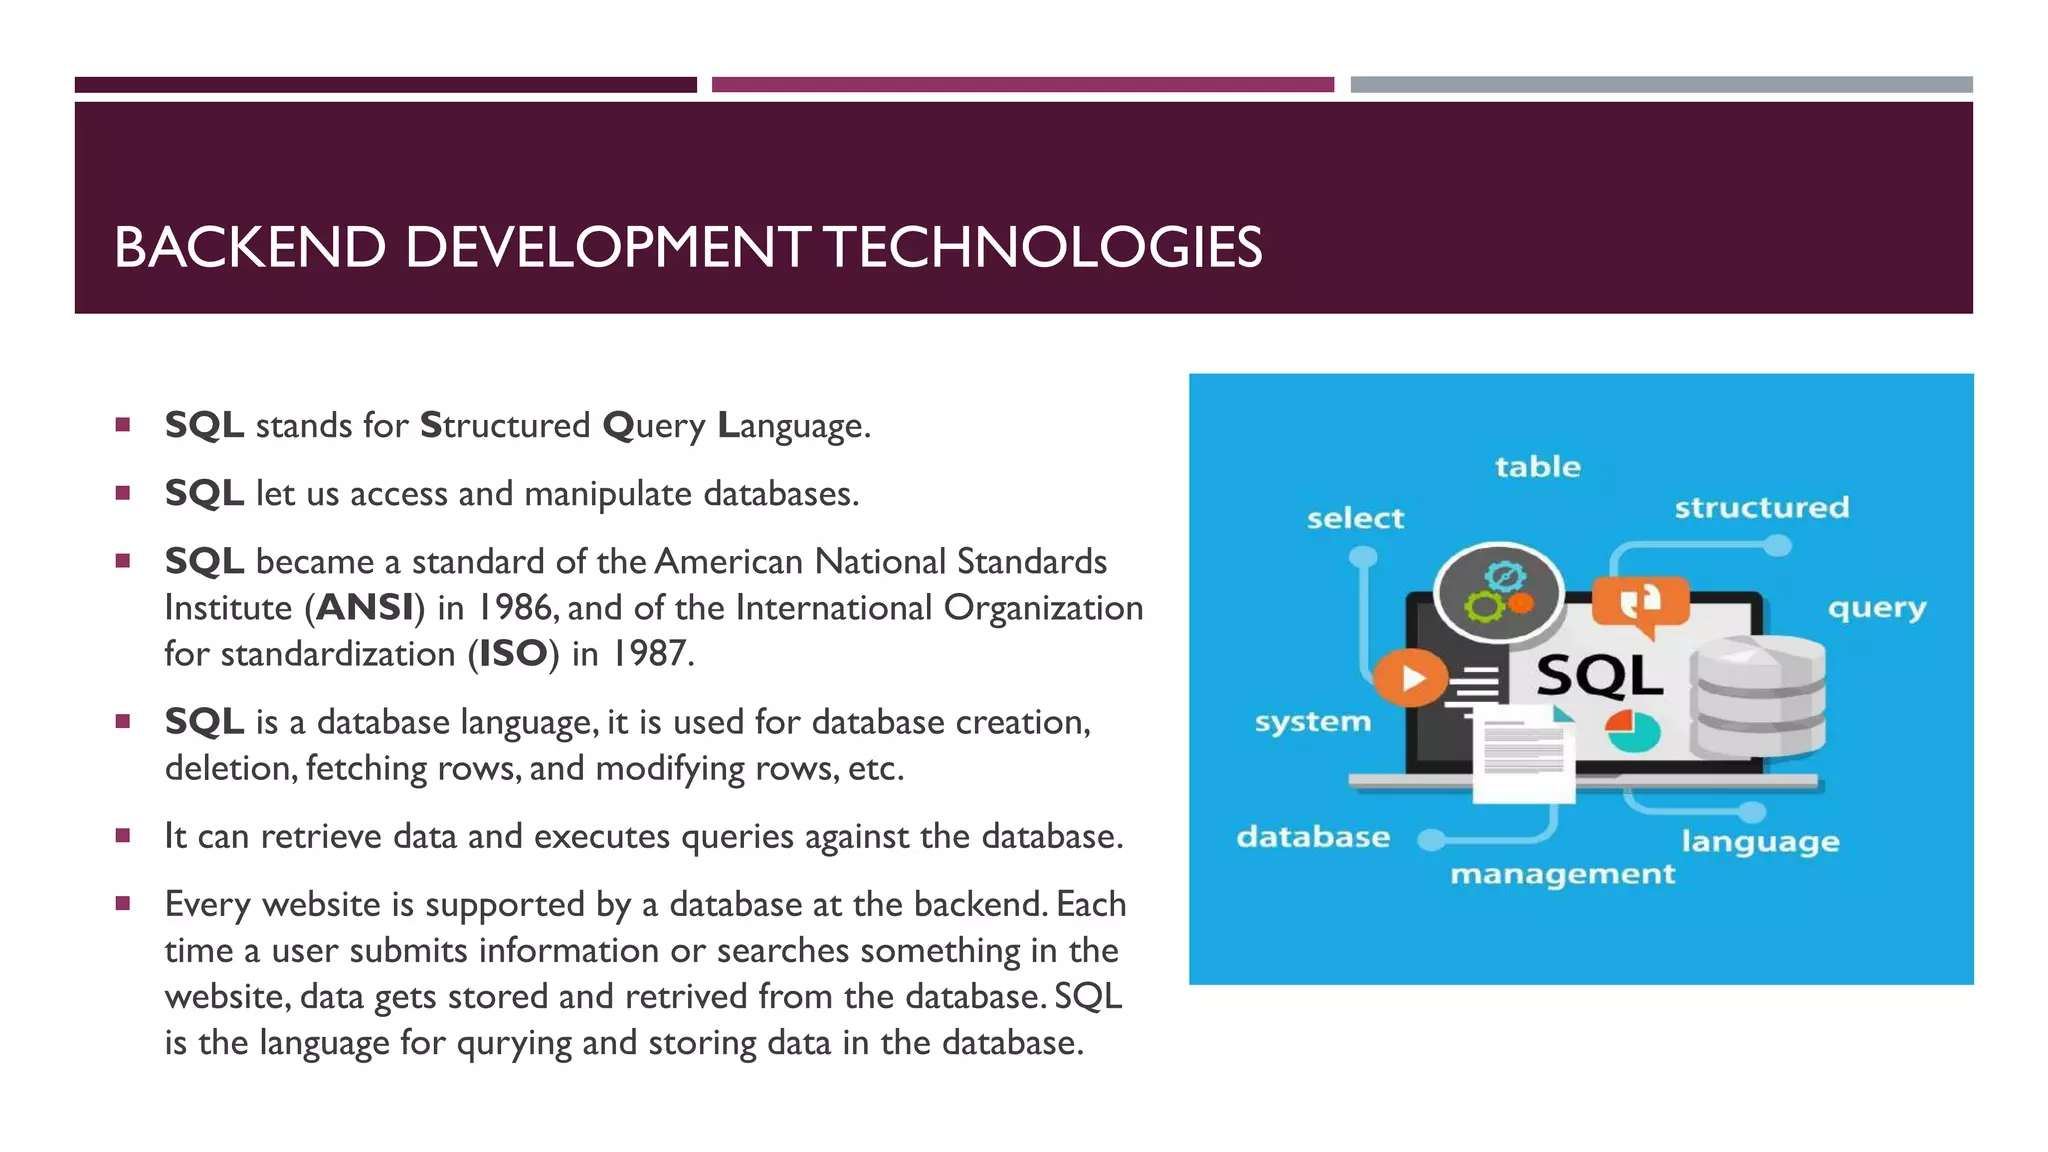 BACKEND DEVELOPMENT TECHNOLOGIES
SQL stands for Structured Query Language.
SQL let us access and manipulate databases.
SQL became a standard of the American National Standards
Institute (ANSI) in 1986, and of the International Organization
for standardization (ISO) in 1987.
SQL is a database language, it is used for database creation,
deletion, fetching rows, and modifying rows, etc.
It can retrieve data and executes queries against the database.
Every website is supported by a database at the backend. Each
time a user submits information or searches something in the
website, data gets stored and retrived from the database. SQL
is the language for qurying and storing data in the database.
table
select
structured
query
SQL
system
database
language
management